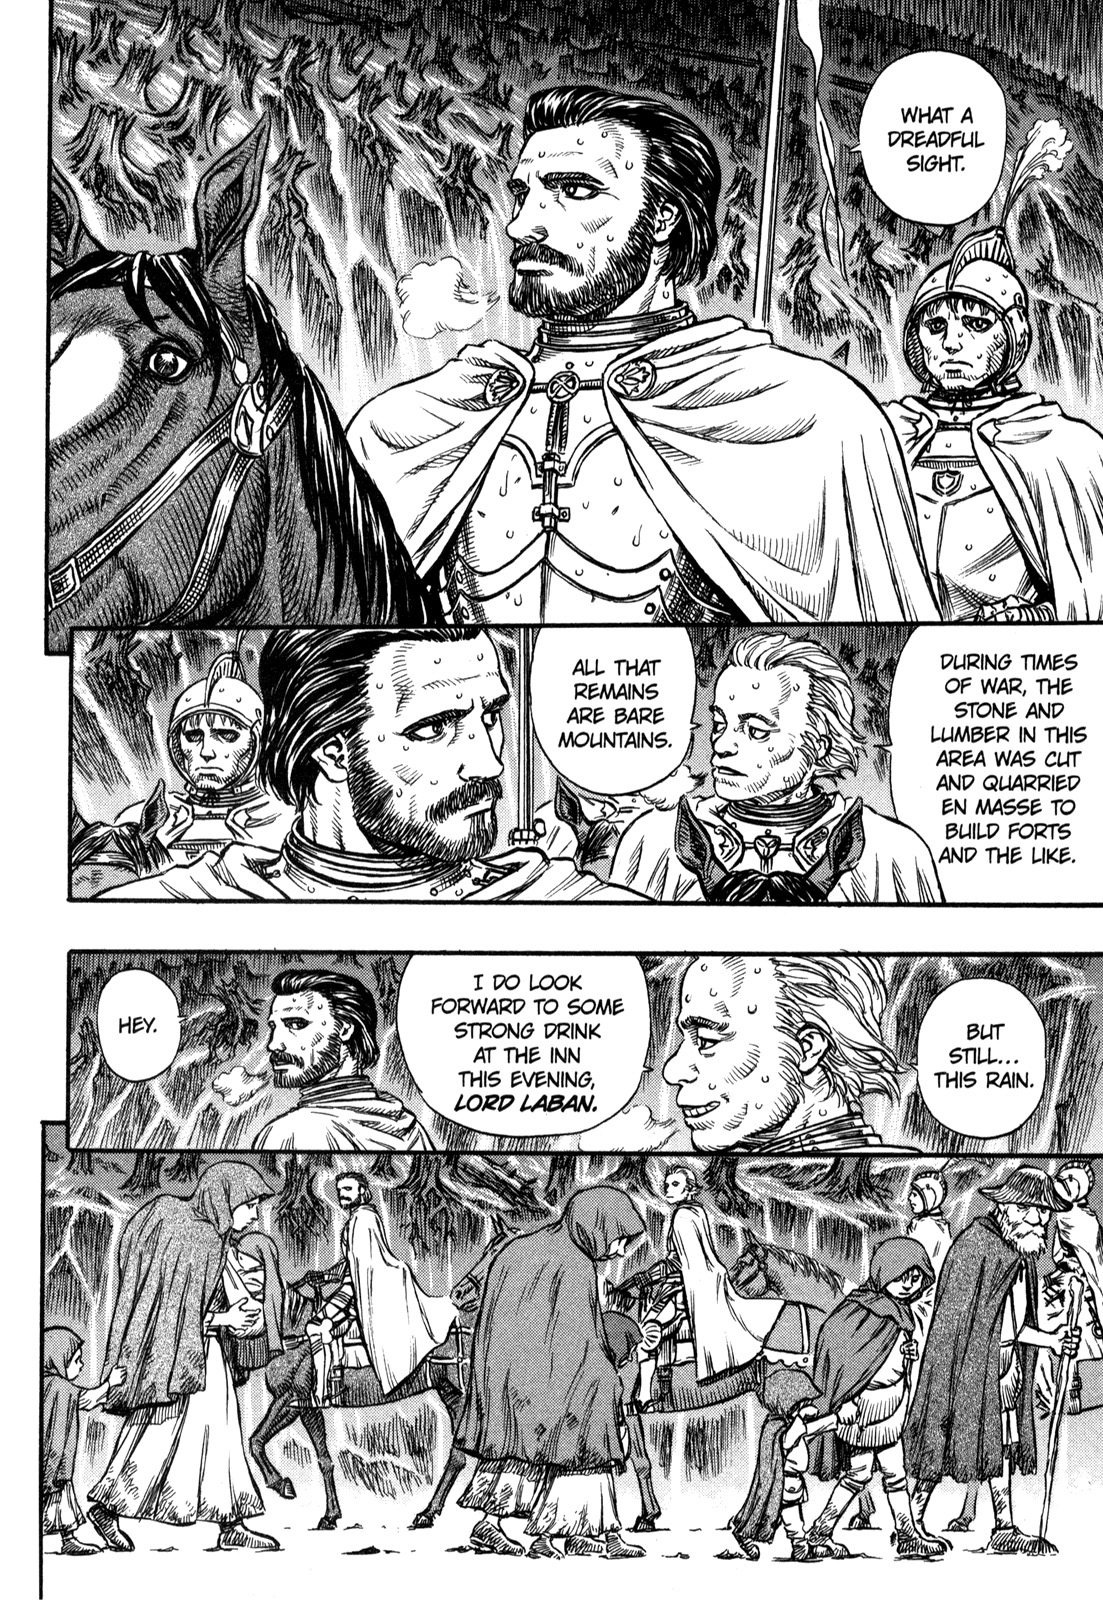 WHAT A
DREADFUL
SIGHT.
DURING TIMES
OF WAR, THE
STONE AND
LUMBER IN THIS
AREA WAS CUT
AND QUARRIED
EN MASSE TO
BUILD FORTS
AND THE LIKE.
ALL THAT
REMAINS
ARE BARE
MOUNTAINS.
BUT
STILL...
THIS RAIN.
I DO LOOK
FORWARD TO SOME
STRONG DRINK
AT THE INN
THIS EVENING,
LORD LABAN.
HEY.